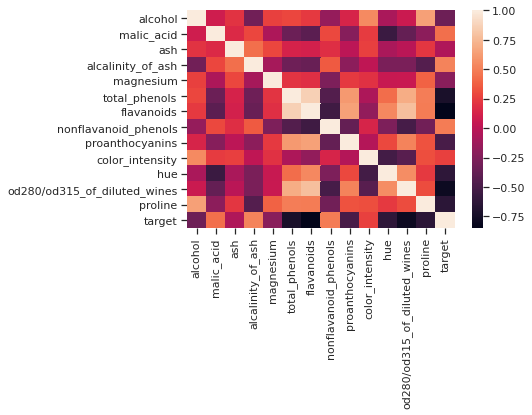 alcohol
malic_acid
ash
alcalinity_of_ash
magnesium
total_phenols
flavanoids
nonflavanoid_phenols
proanthocyanins
color_intensity
hue
od280/od315_of_diluted_wines
proline
target
alcohol
malic_acid
ash
alcalinity_of_ash
magnesium
total_phenols
flavanoids
nonflavanoid_phenols
proanthocyanins
color_intensity
hue
od280/od315_of_diluted_wines
proline
target
1.00
0.75
0.50
0.25
0.00
−0.25
−0.50
−0.75